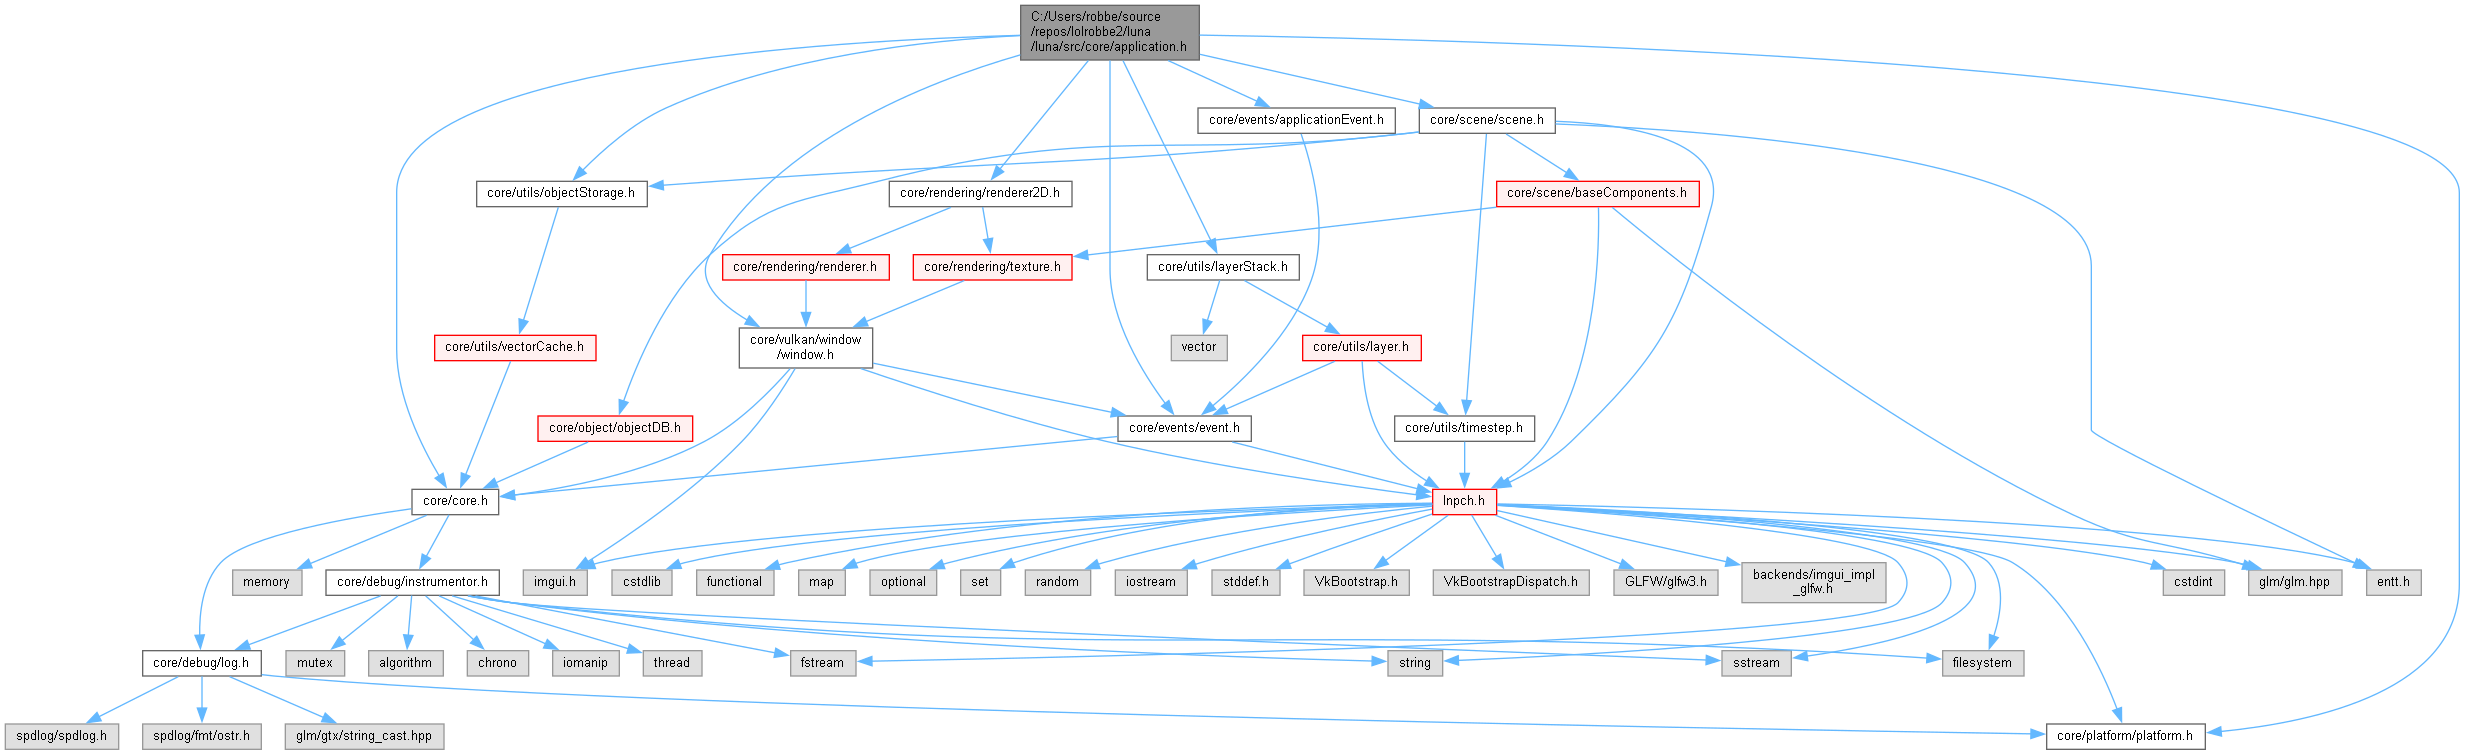 C:/Users/robbe/source
/repos/lolrobbe2/luna
/luna/src/core/application.h
core/events/applicationEvent.h
core/scene/scene.h
core/utils/objectStorage.h
core/rendering/renderer2D.h
core/scene/baseComponents.h
core/rendering/renderer.h
core/rendering/texture.h
core/utils/layerStack.h
core/utils/vectorCache.h
core/vulkan/window
/window.h
vector
core/utils/layer.h
core/object/objectDB.h
core/events/event.h
core/utils/timestep.h
core/core.h
lnpch.h
memory
core/debug/instrumentor.h
imgui.h
cstdlib
functional
map
optional
set
random
iostream
stddef.h
VkBootstrap.h
VkBootstrapDispatch.h
GLFW/glfw3.h
backends/imgui_impl
_glfw.h
cstdint
glm/glm.hpp
entt.h
core/debug/log.h
mutex
algorithm
chrono
iomanip
thread
fstream
string
sstream
filesystem
spdlog/spdlog.h
spdlog/fmt/ostr.h
glm/gtx/string_cast.hpp
core/platform/platform.h